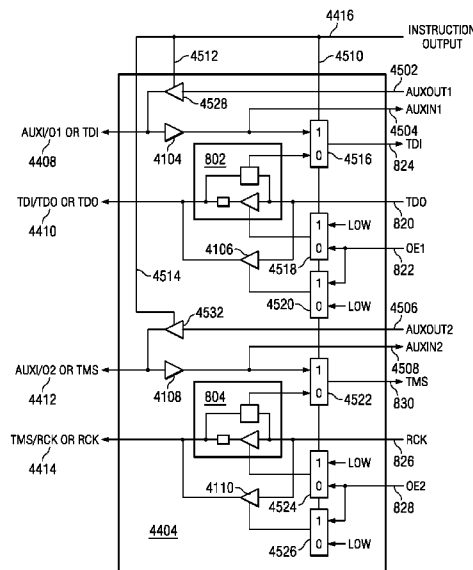 4416
INSTRUCTION
OUTPUT
4512
4510
4502
AUXOUT1
4528
AUXIN1
AUXI/O1 OR TDI
4504
1
TDI
4408
4104
0
4516
824
802
TDI/TDO OR TDO
TDO
4410
820
1
LOW
4106
0
OE1
4514
4518
822
1
4520
0
LOW
4532
4506
AUXOUT2
AUXIN2
4508
AUXI/O2 OR TMS
1
TMS
4412
4108
0
4522
830
804
TMS/RCK OR RCK
RCK
4414
826
1
LOW
4110
0
OE2
4524
828
1
4404
0
LOW
4526